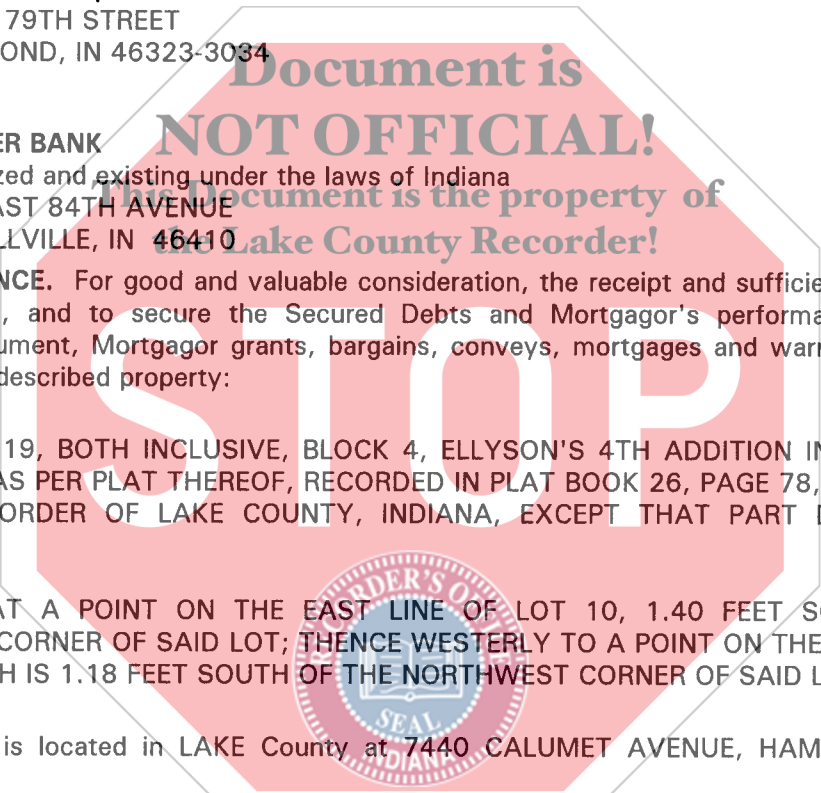 79TH STREET
OND, IN 46323-3034
Document is
NOT OFFICIAL!
ER BANK
zed and existing under the laws of Indiana
This Document is the property of
AST 84TH AVENUE
LLVILLE, IN 46410
the Lake County Recorder!
NCE. For good and valuable consideration, the receipt and sufficie
, and to secure the Secured Debts and Mortgagor's performa
ument, Mortgagor grants, bargains, conveys, mortgages and warr
described property:
STOP
19, BOTH INCLUSIVE, BLOCK 4, ELLYSON'S 4TH ADDITION IN
AS PER PLAT THEREOF, RECORDED IN PLAT BOOK 26, PAGE 78,
ORDER OF LAKE COUNTY, INDIANA, EXCEPT THAT PART
AT A POINT ON THE EAST LINE OF LOT 10, 1.40 FEET SO
CORNER OF SAID LOT; THENCE WESTERLY TO A POINT ON THE
H IS 1.18 FEET SOUTH OF THE NORTHWEST CORNER OF SAID L
RECORDER'S OF THE
SEAL
INDIANA
is located in LAKE County at 7440 CALUMET AVENUE, HAM